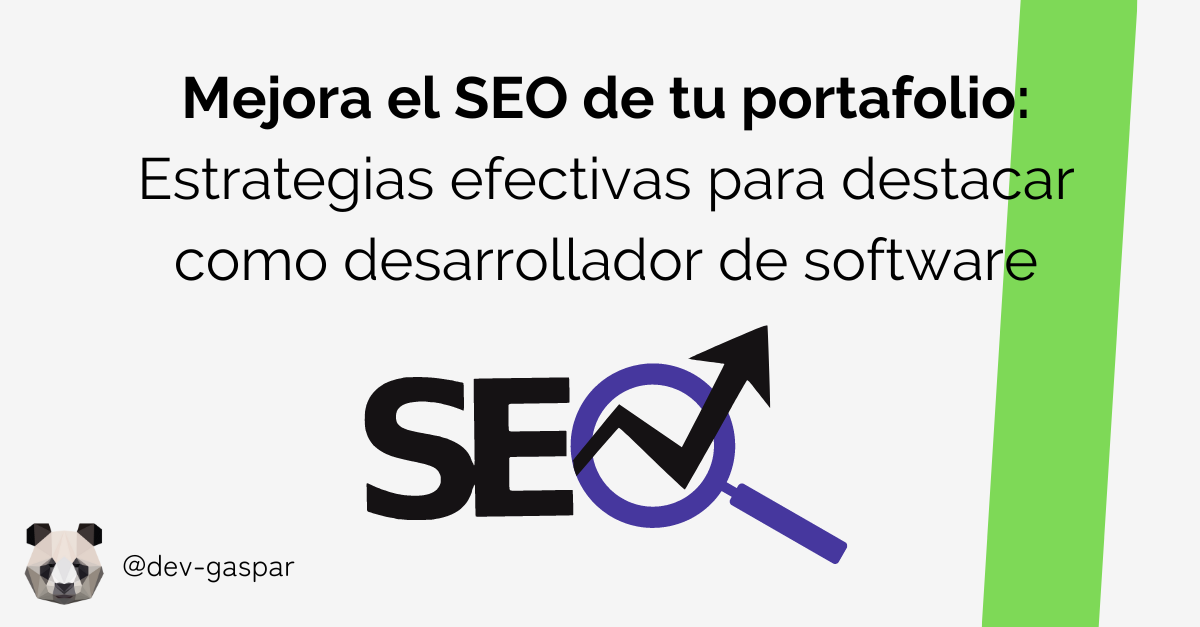 Mejora el SEO de tu portafolio:
Estrategias efectivas para destacar
como desarrollador de software
SEO
@dev-gaspar